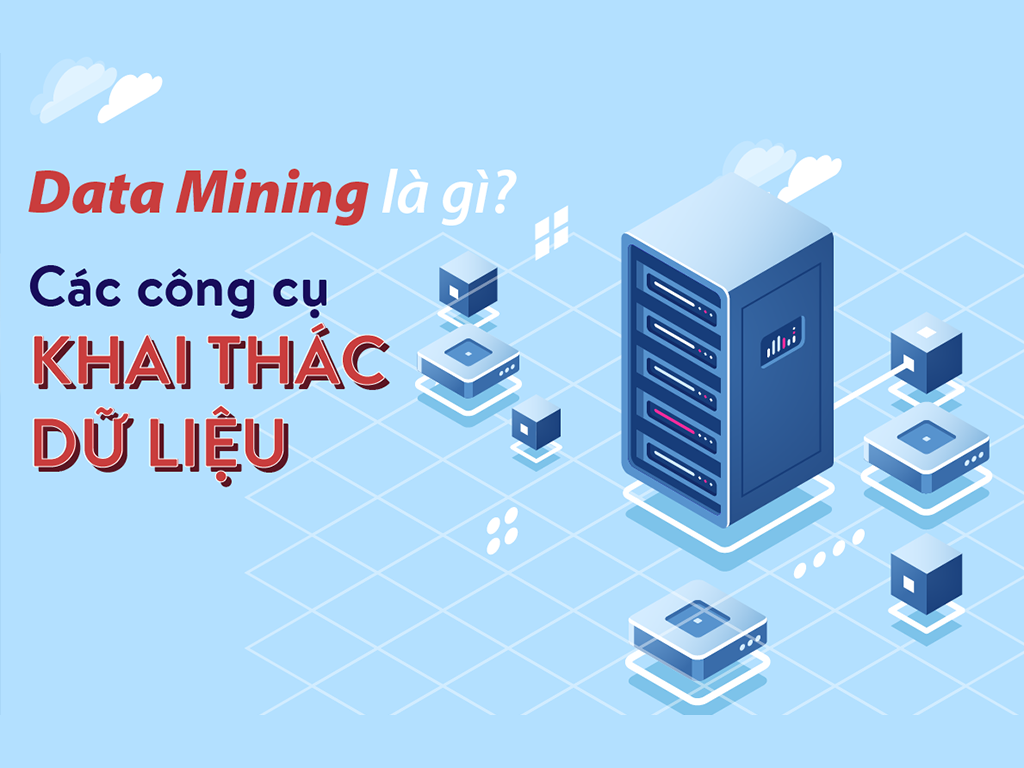 Data Mining là gì?
Các công cụ
KHAI THÁC
DỮ LIỆU